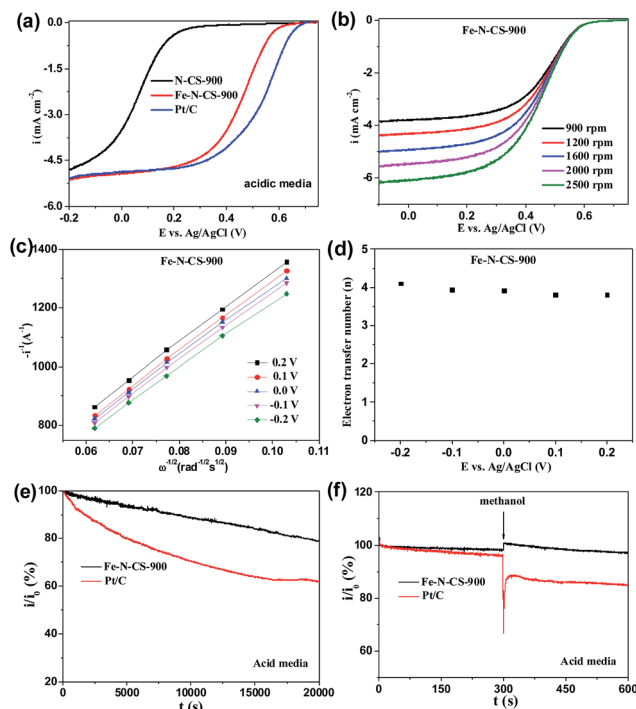 (a)
0.0
-1.5
-3.0
-4.5
-6.0
i (mA cm⁻²)
N-CS-900
Fe-N-CS-900
Pt/C
acidic media
-0.2 0.0 0.2 0.4 0.6
E vs. Ag/AgCl (V)
(b)
Fe-N-CS-900
0
-2
-4
-6
i (mA cm⁻²)
900 rpm
1200 rpm
1600 rpm
2000 rpm
2500 rpm
0.0 0.3 0.6
E vs. Ag/AgCl (V)
(c)
Fe-N-CS-900
1400
1200
1000
800
-i⁻¹(A⁻¹)
0.2 V
0.1 V
0.0 V
-0.1 V
-0.2 V
0.06 0.07 0.08 0.09 0.10 0.11
ω⁻¹/²(rad⁻¹/²s¹/²)
(d)
Fe-N-CS-900
5
4
3
2
1
0
Electron transfer number (n)
-0.2 -0.1 0.0 0.1 0.2
E vs. Ag/AgCl (V)
(e)
100
90
80
70
60
50
40
30
20
i/i₀ (%)
Fe-N-CS-900
Pt/C
Acid media
0 5000 10000 15000 20000
t (s)
(f)
methanol
120
100
80
60
50
i/i₀ (%)
Fe-N-CS-900
Pt/C
Acid media
0 150 300 450 600
t (s)